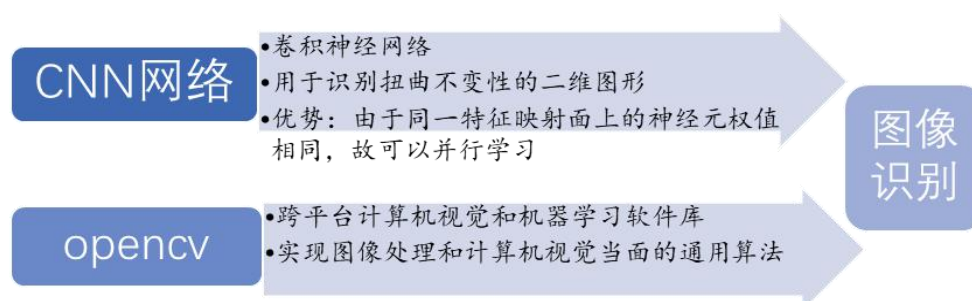 CNN网络
•卷积神经网络
•用于识别扭曲不变性的二维图形
•优势：由于同一特征映射面上的神经元权值
相同，故可以并行学习
opencv
•跨平台计算机视觉和机器学习软件库
•实现图像处理和计算机视觉当面的通用算法
图像
识别